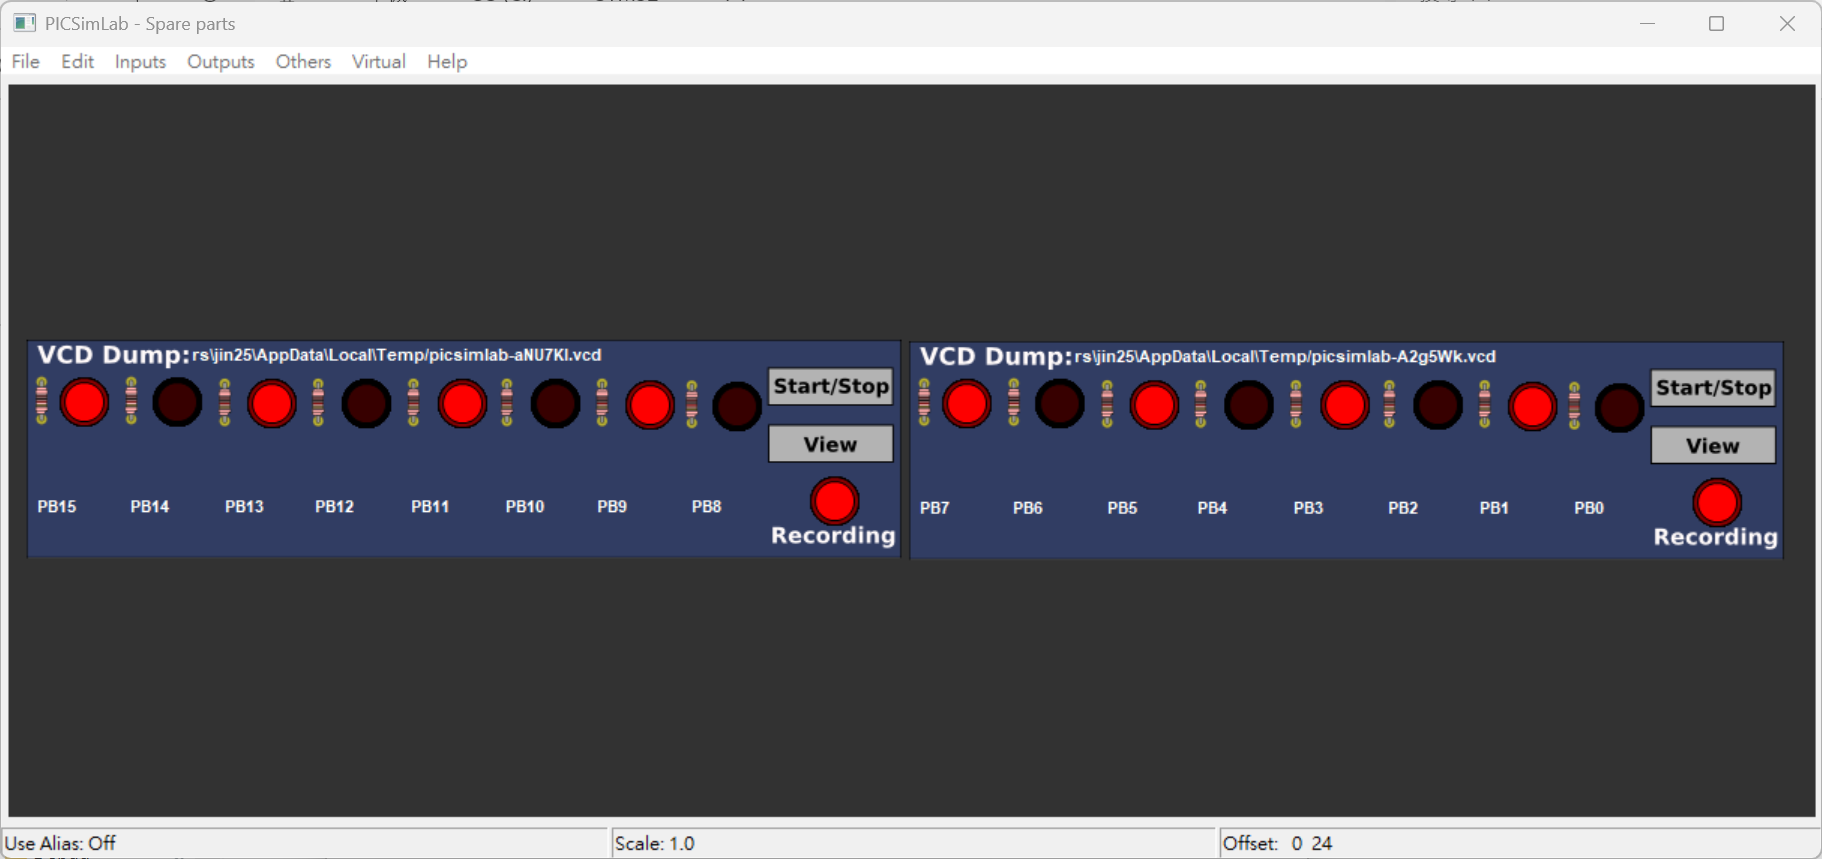 PICSimLab - Spare parts
File Edit Inputs Outputs Others Virtual Help
VCD Dump:rs\jin25\AppData\Local\Temp/picsimlab-aNU7Kl.vcd
Start/Stop
View
PB15 PB14 PB13 PB12 PB11 PB10 PB9 PB8
Recording
VCD Dump:rs\jin25\AppData\Local\Temp/picsimlab-A2g5Wk.vcd
Start/Stop
View
PB7 PB6 PB5 PB4 PB3 PB2 PB1 PB0
Recording
Use Alias: Off
Scale: 1.0
Offset: 0 24